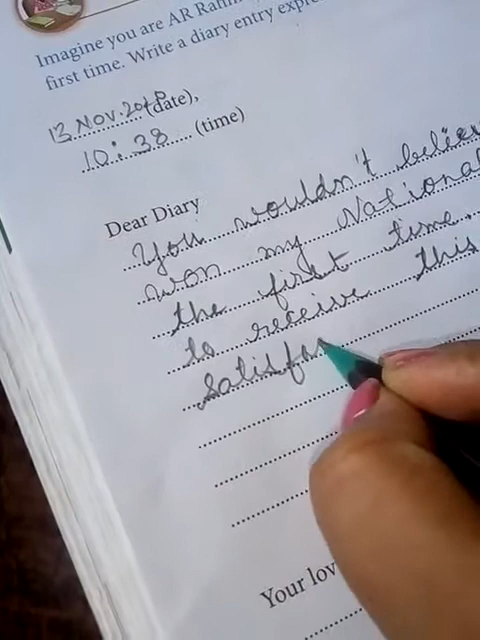 Imagine you are AR Rahm
first time. Write a diary entry expre
13 Nov. 2018 (date),
10:38 (time)
Dear Diary
You wouldn't believ
won my National
the first time.
to receive this
Satisfa
Your lov